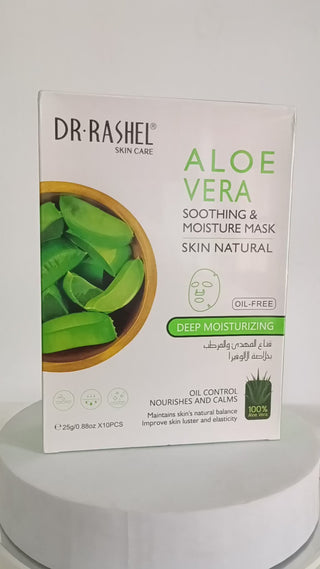 DR·RASHEL®
SKIN CARE
ALOE
VERA
SOOTHING &
MOISTURE MASK
SKIN NATURAL
OIL-FREE
DEEP MOISTURIZING
قناع المهدئ والمرطب
بخلاصة الألوفيرا
OIL CONTROL
NOURISHES AND CALMS
Maintains skin's natural balance
Improve skin luster and elasticity
100%
Aloe Vera
℮25g/0.88oz X10PCS